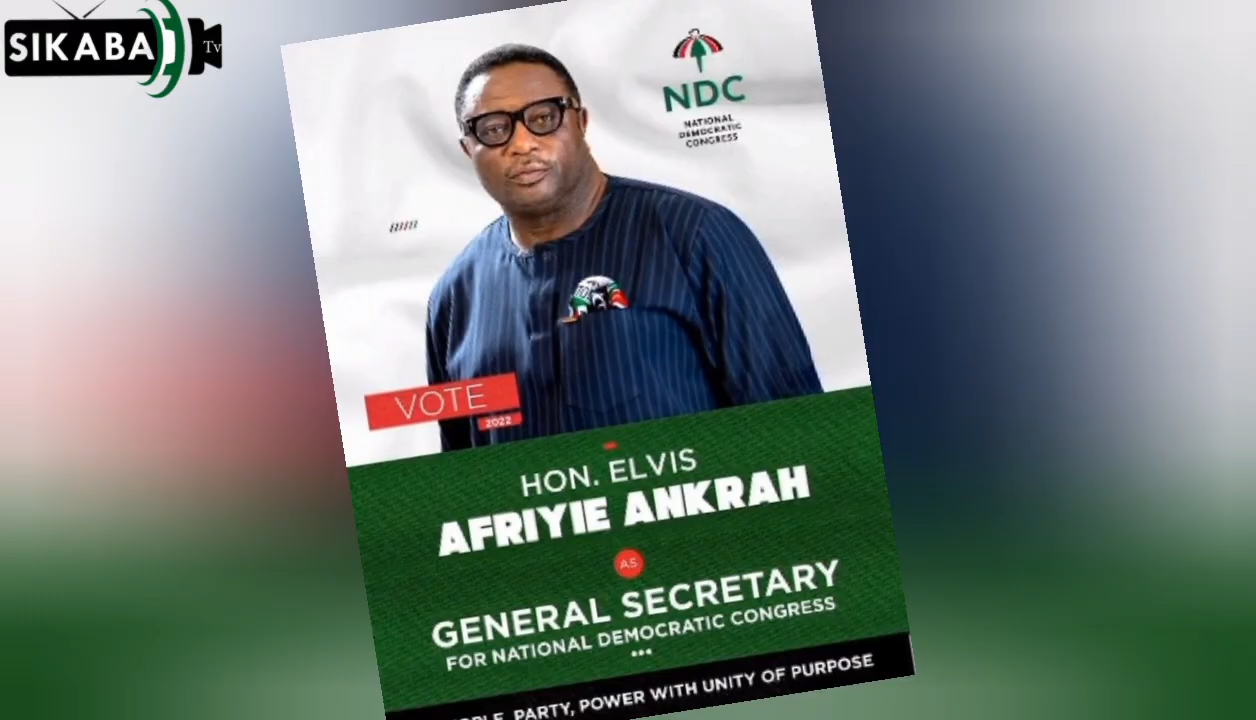 SIKABA
Tv
NDC
NATIONAL
DEMOCRATIC
CONGRESS
VOTE
2022
HON. ELVIS
AFRIYIE ANKRAH
AS
GENERAL SECRETARY
FOR NATIONAL DEMOCRATIC CONGRESS
PARTY, POWER WITH UNITY OF PURPOSE